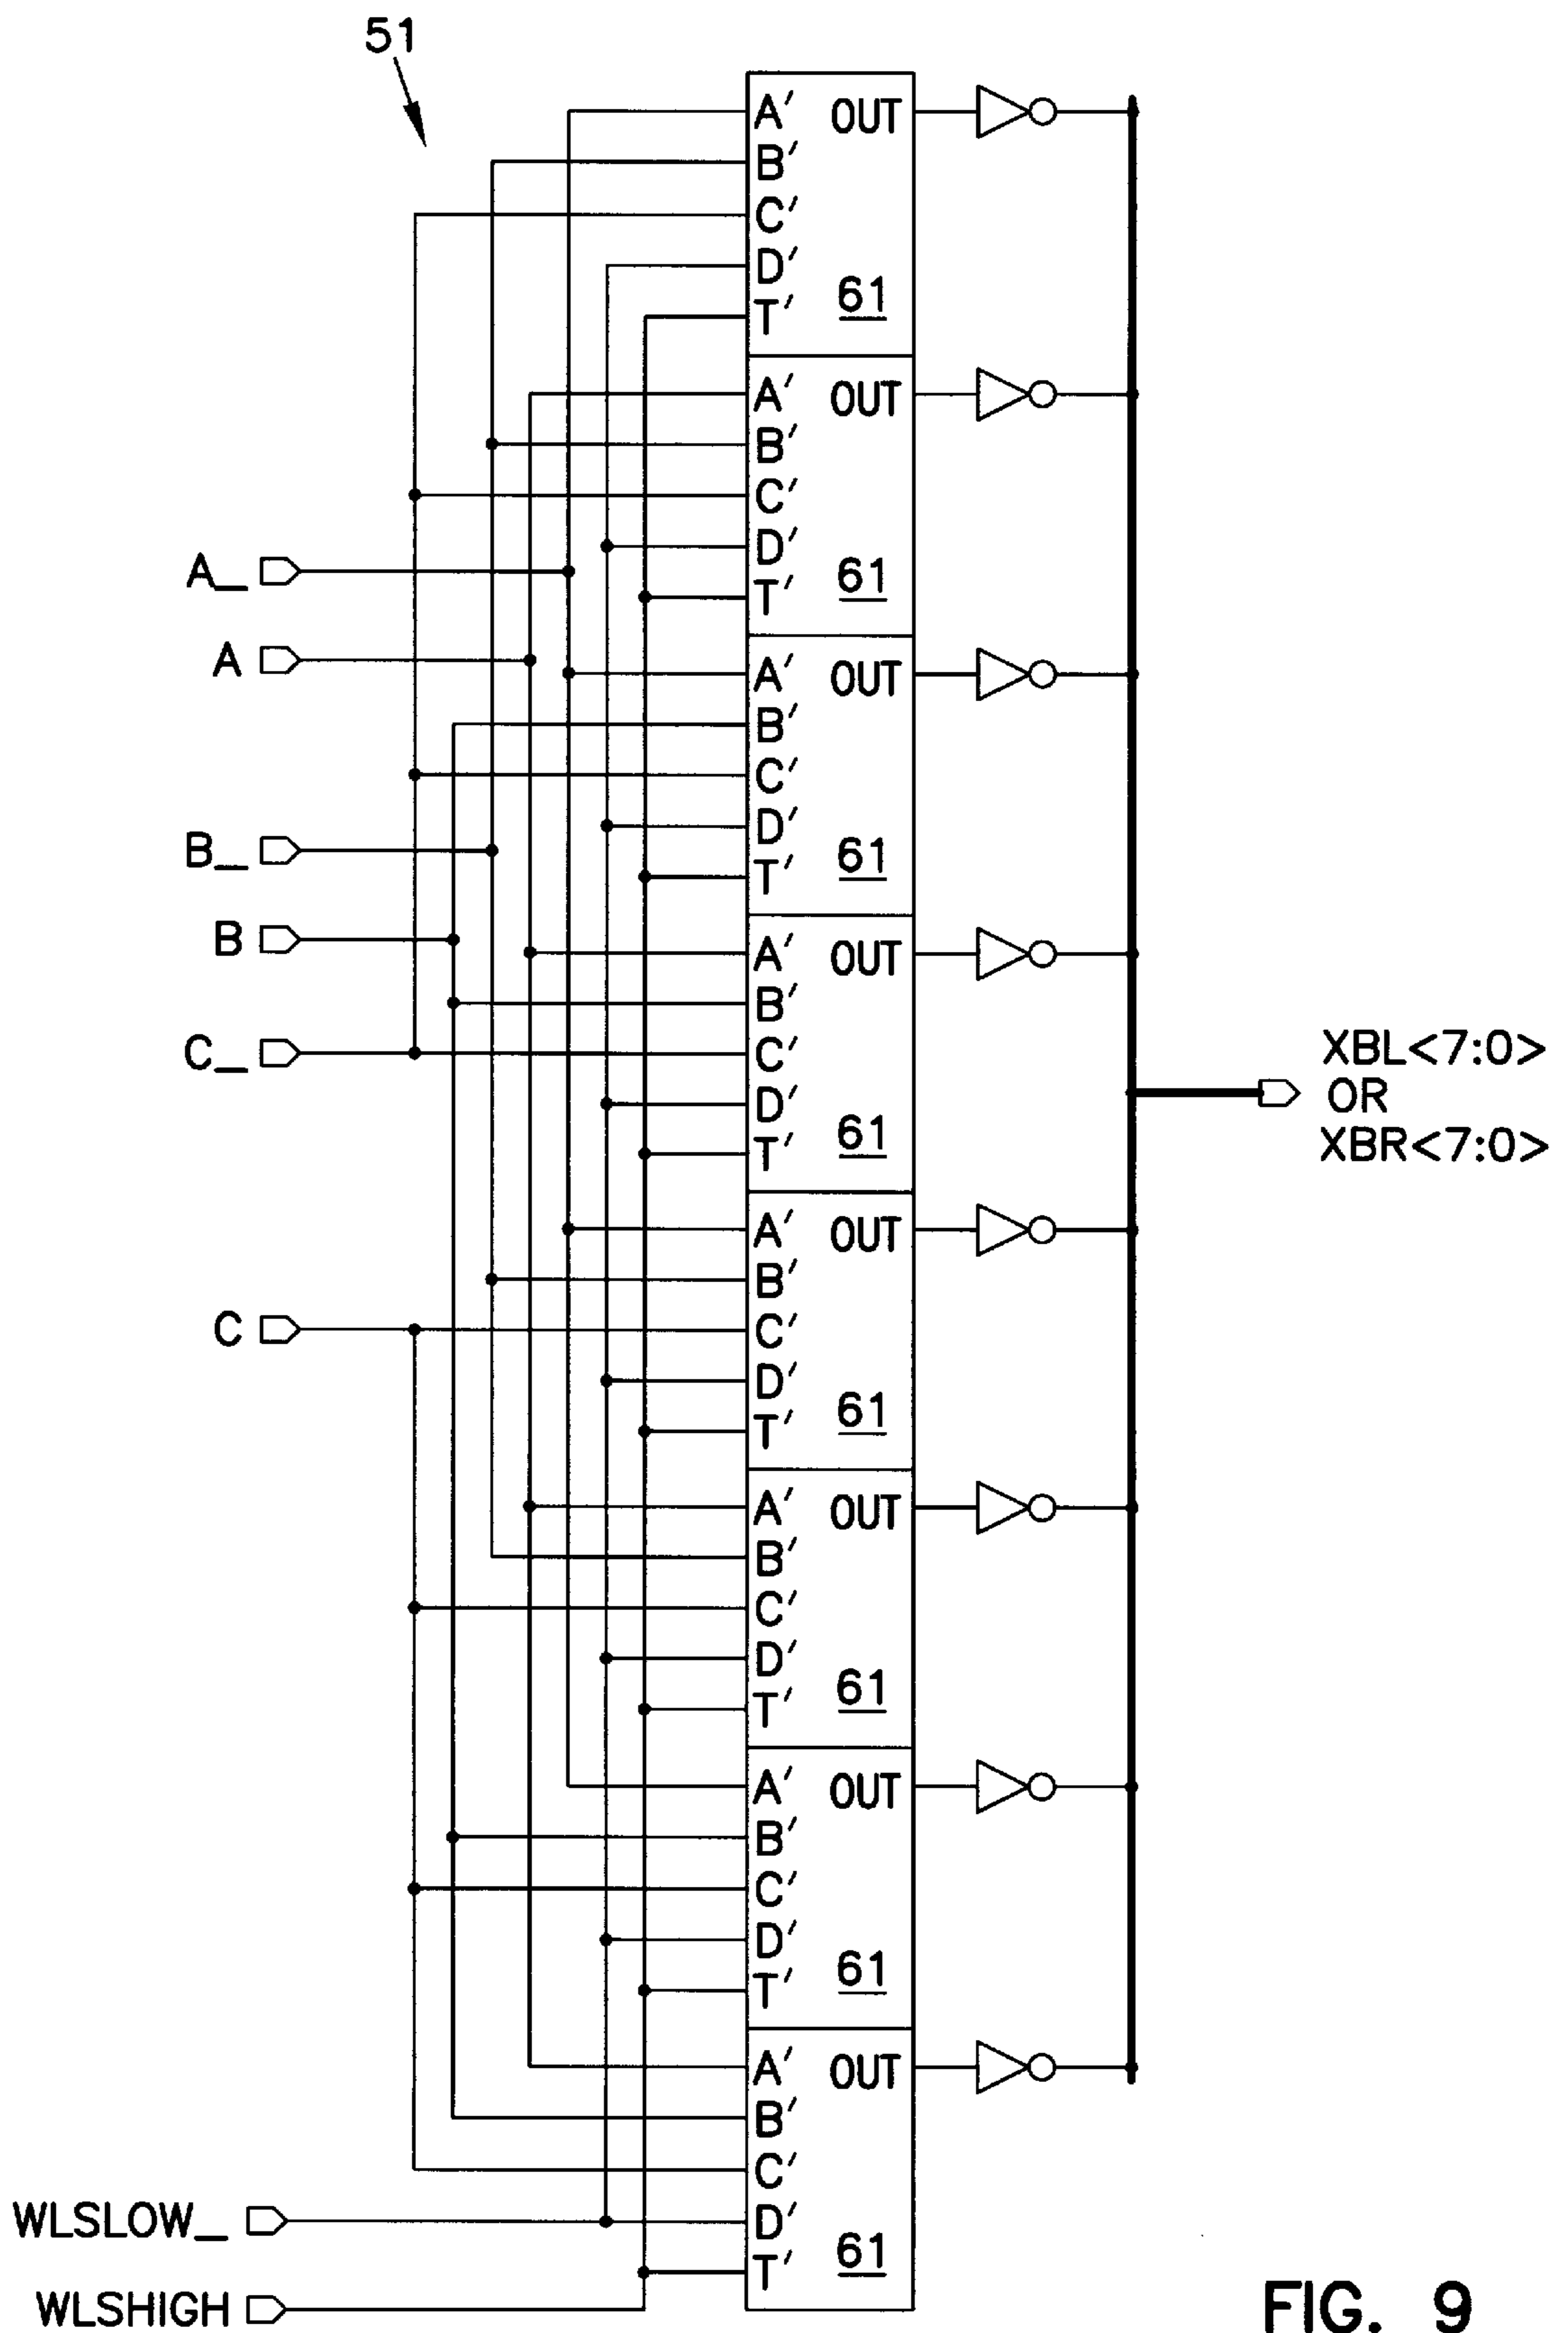 51
A' OUT
B'
C'
D'
61
T'
A' OUT
B'
C'
D'
61
T'
A' OUT
B'
C'
D'
61
T'
A' OUT
B'
C'
D'
61
T'
A' OUT
B'
C'
D'
61
T'
A' OUT
B'
C'
D'
61
T'
A' OUT
B'
C'
D'
61
T'
A' OUT
B'
C'
D'
61
T'
A_
A
B_
B
C_
C
WLSLOW_
WLSHIGH
XBL<7:0>
OR
XBR<7:0>
FIG. 9